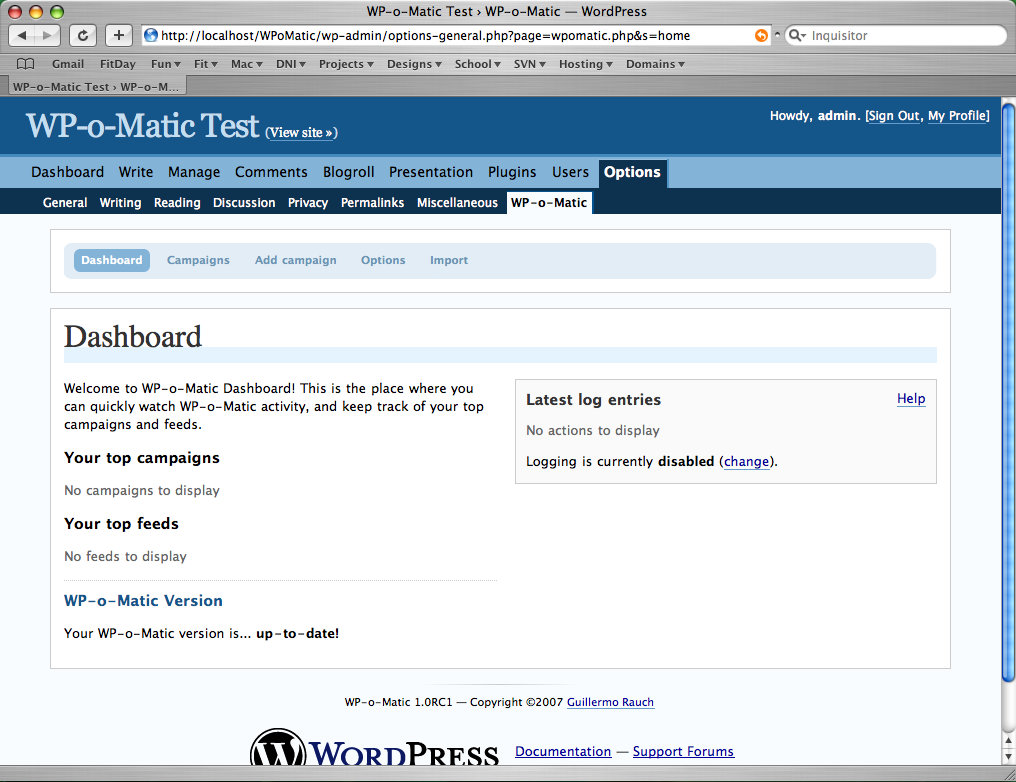 WP-o-Matic Test › WP-o-Matic — WordPress
http://localhost/WPoMatic/wp-admin/options-general.php?page=wpomatic.php&s=home
Inquisitor
Gmail FitDay Fun Fit Mac DNI Projects Designs School SVN Hosting Domains
WP-o-Matic Test › WP-o-M...
WP-o-Matic Test (View site »)
Howdy, admin. [Sign Out, My Profile]
Dashboard Write Manage Comments Blogroll Presentation Plugins Users Options
General Writing Reading Discussion Privacy Permalinks Miscellaneous WP-o-Matic
Dashboard Campaigns Add campaign Options Import
Dashboard
Welcome to WP-o-Matic Dashboard! This is the place where you
can quickly watch WP-o-Matic activity, and keep track of your top
campaigns and feeds.
Your top campaigns
No campaigns to display
Your top feeds
No feeds to display
WP-o-Matic Version
Your WP-o-Matic version is... up-to-date!
Latest log entries
Help
No actions to display
Logging is currently disabled (change).
WP-o-Matic 1.0RC1 — Copyright ©2007 Guillermo Rauch
WORDPRESS
Documentation — Support Forums